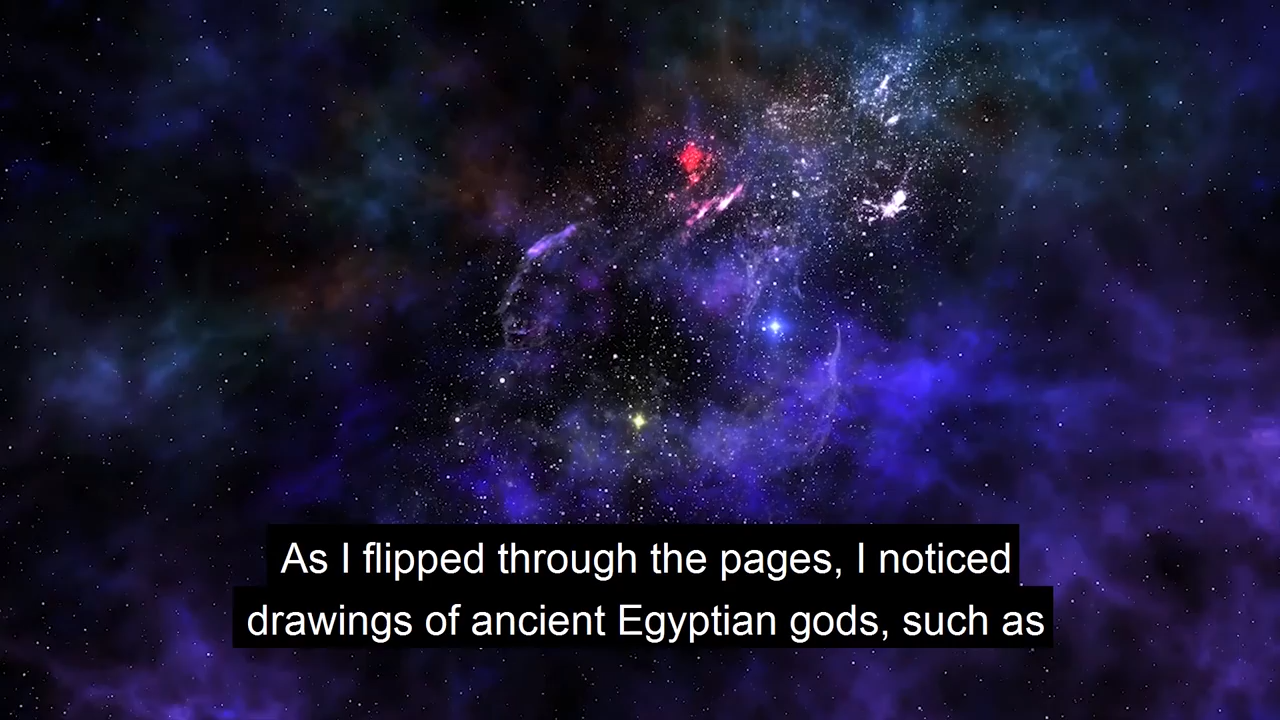 As I flipped through the pages, I noticed
drawings of ancient Egyptian gods, such as